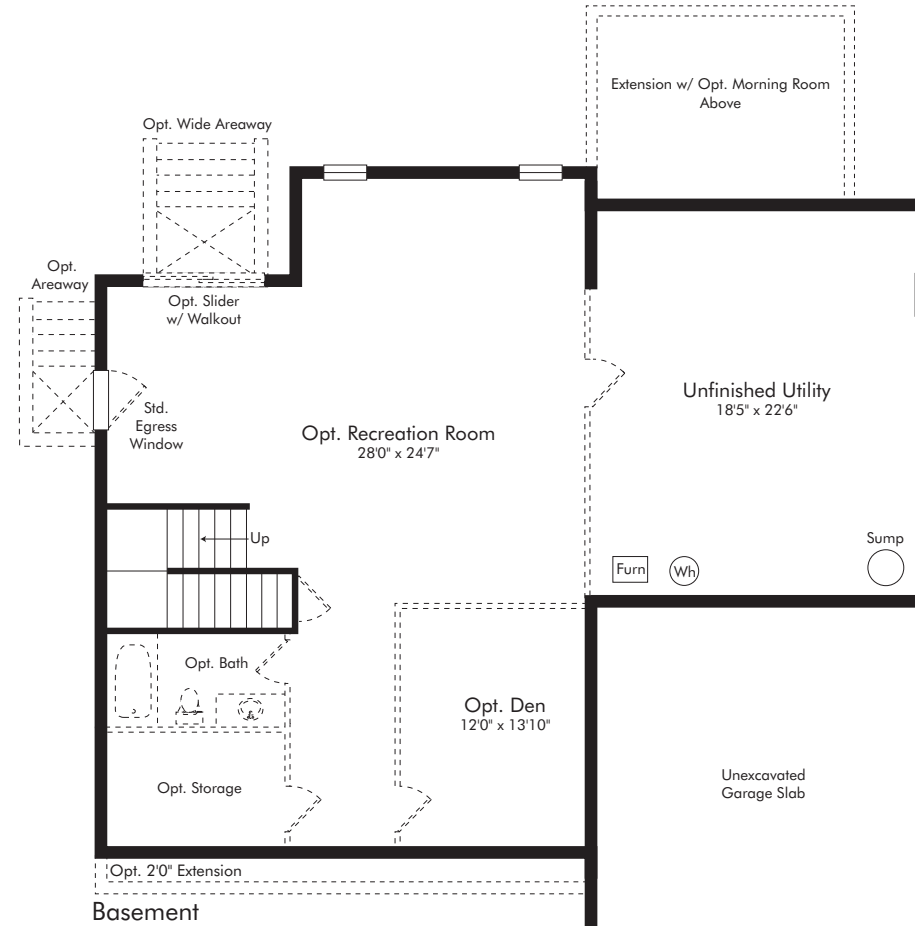 Extension w/ Opt. Morning Room
Above
Opt. Wide Areaway
Opt.
Areaway
Opt. Slider
w/ Walkout
Std.
Egress
Window
Unfinished Utility
18'5" x 22'6"
Opt. Recreation Room
28'0" x 24'7"
Up
Sump
Furn
Wh
Opt. Bath
Opt. Den
12'0" x 13'10"
Opt. Storage
Unexcavated
Garage Slab
Opt. 2'0" Extension
Basement